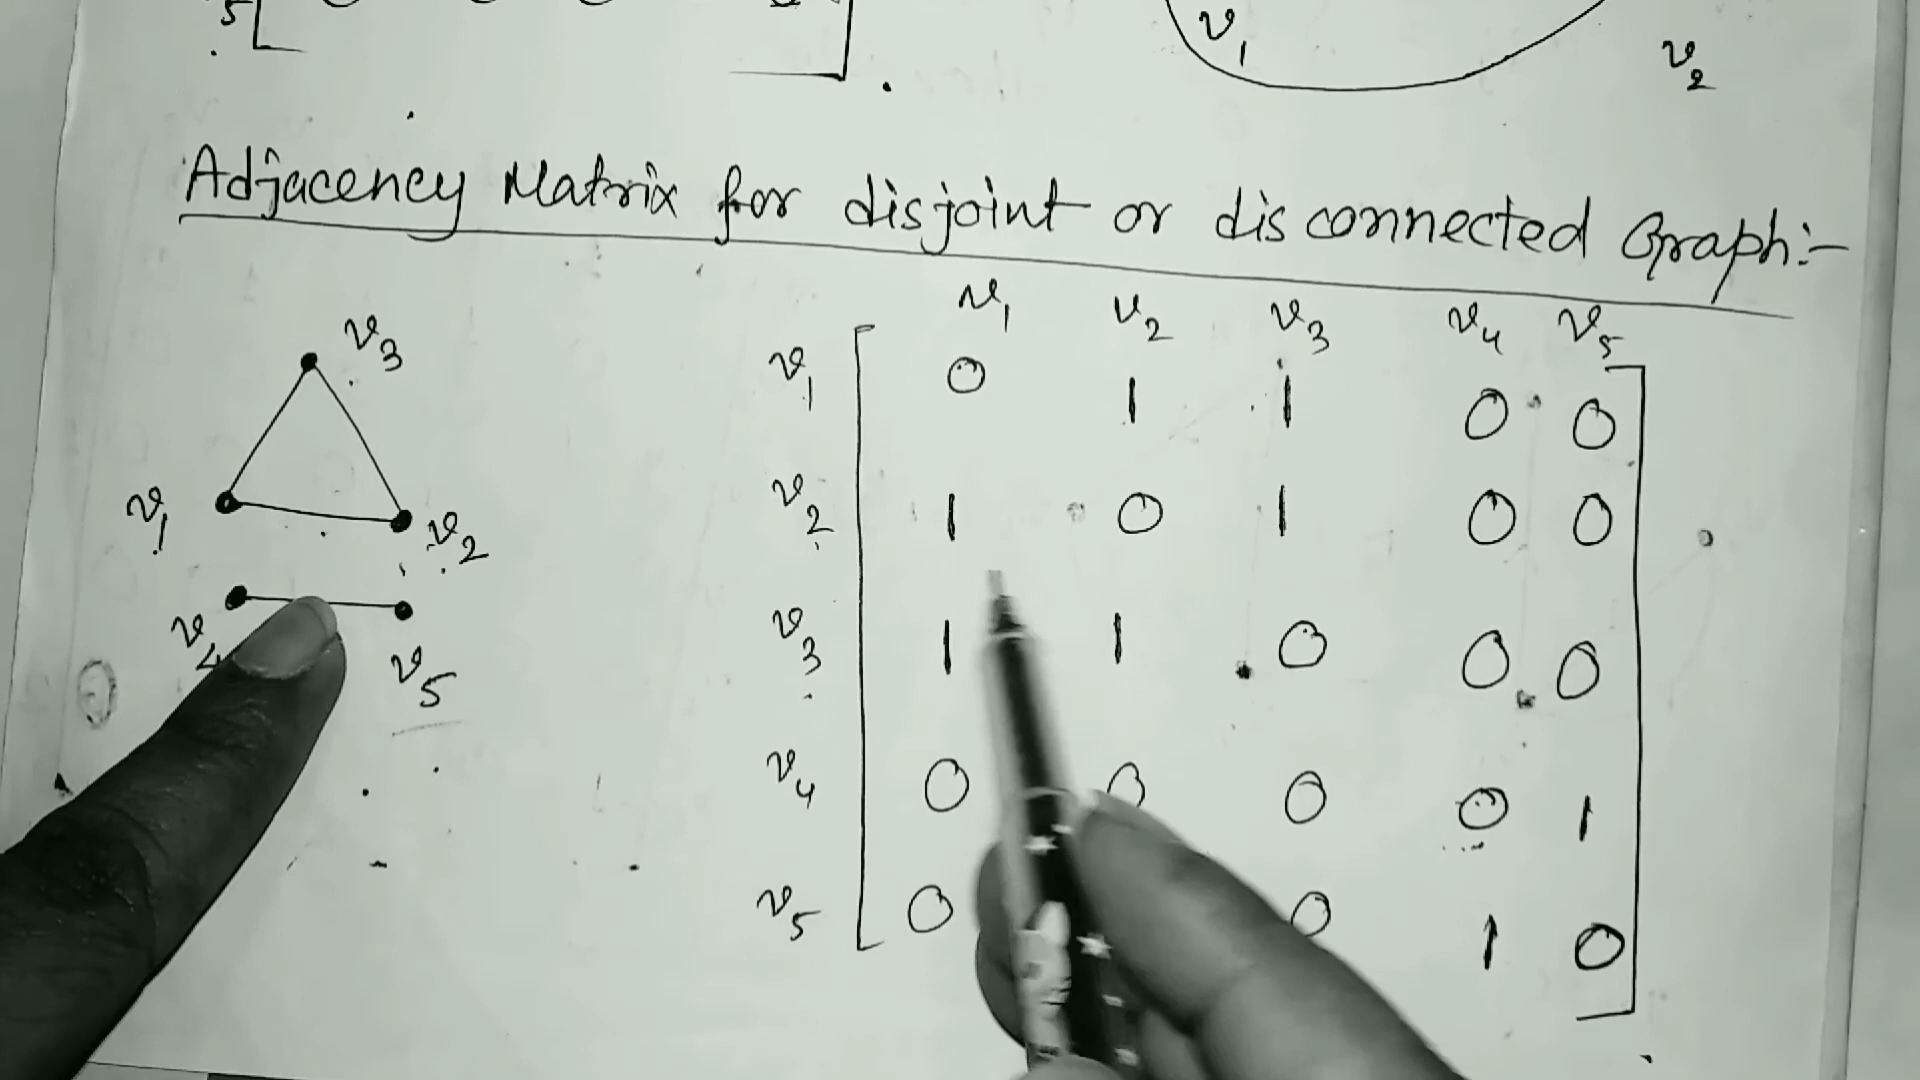 5
v1
v2
Adjacency Matrix for disjoint or disconnected Graph:-
v3
v1
v2
v4
v5
v1 v2 v3 v4 v5
v1 0 1 1 0 0
v2 1 0 1 0 0
v3 1 1 0 0 0
v4 0 0 0 0 1
v5 0 0 1 0